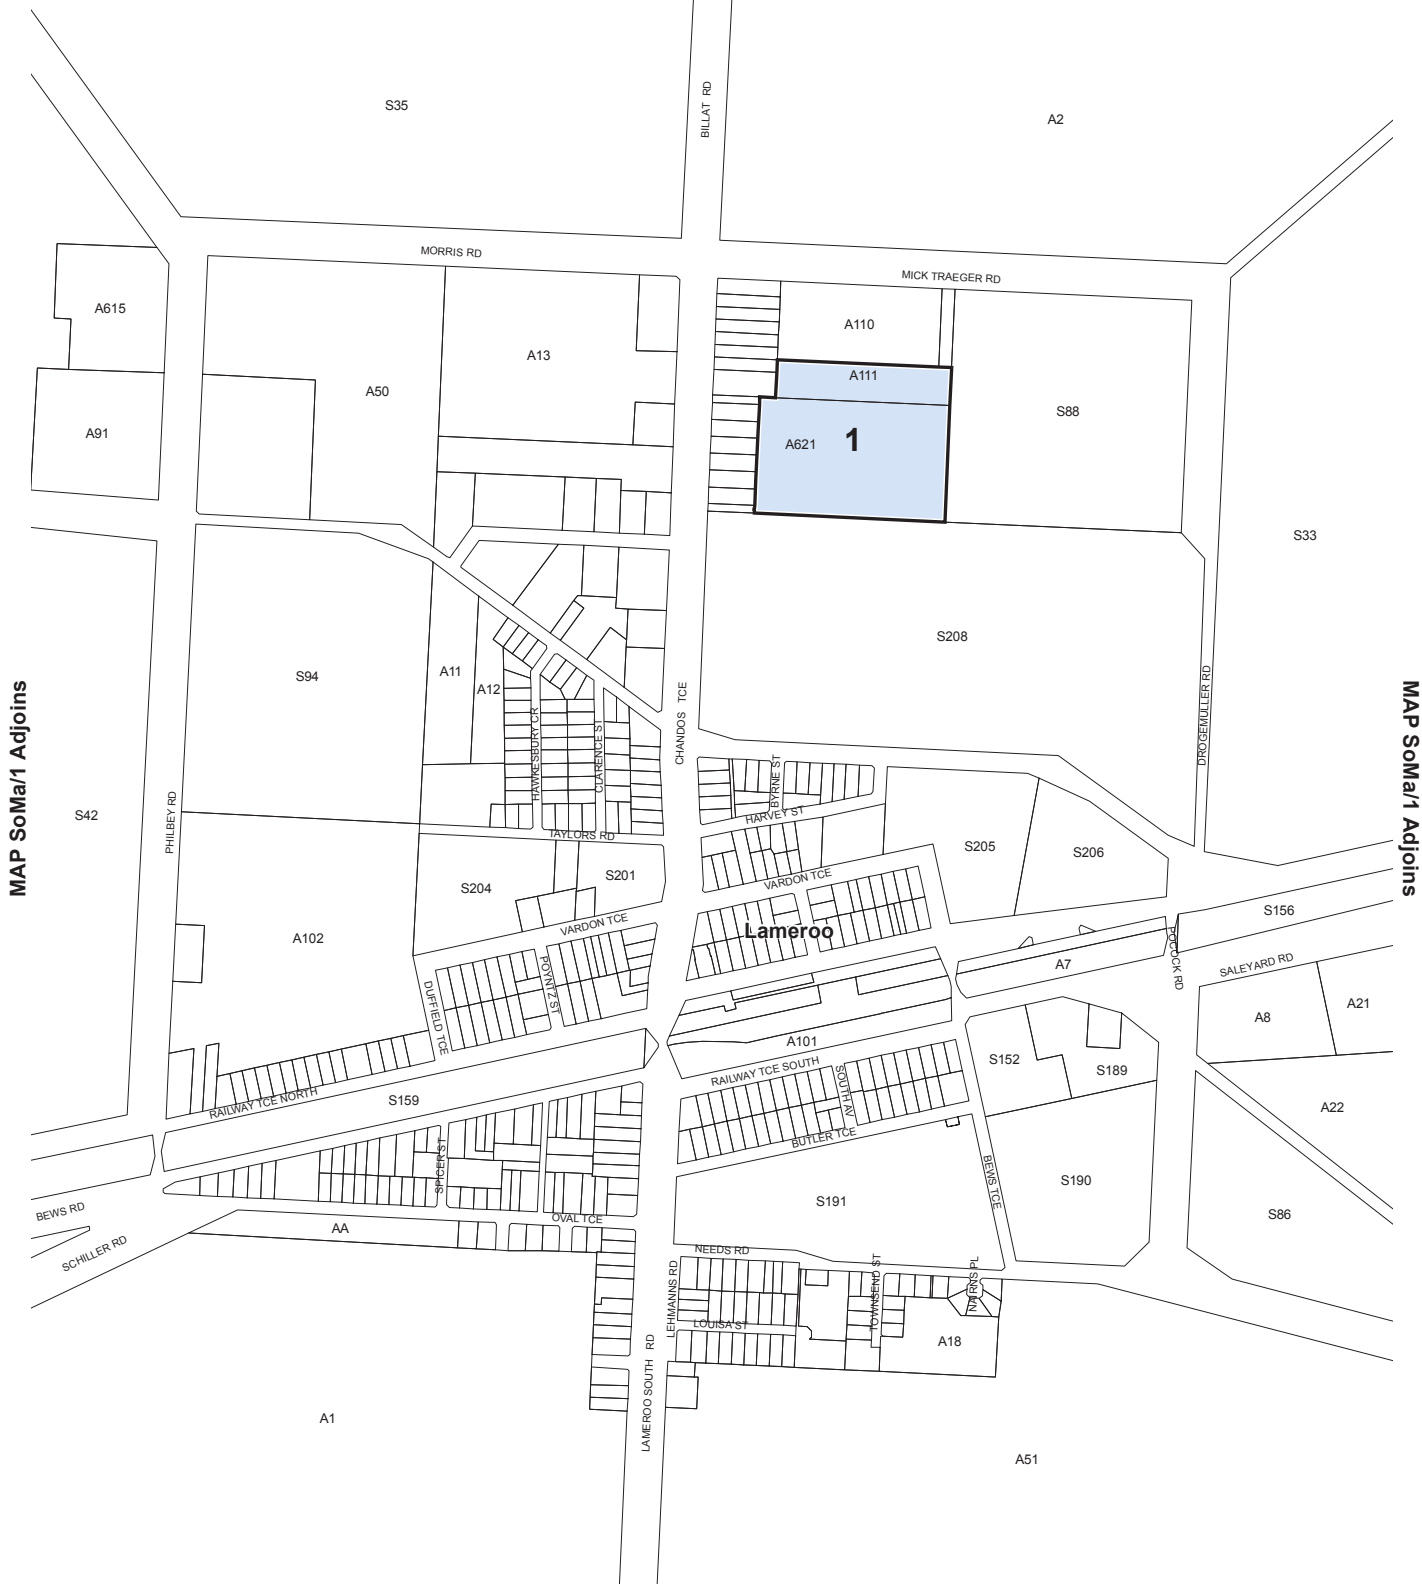 BILLAT RD
S35
A2
MORRIS RD
MICK TRAEGER RD
A615
A110
A13
A111
A50
S88
A91
A621
1
S33
S208
S94
A11
A12
MAP SoMa/1 Adjoins
MAP SoMa/1 Adjoins
CHANDOS TCE
DROGEMULLER RD
HAWKESBURY CR
CLARENCE ST
BYRNE ST
S42
PHILBEY RD
HARVEY ST
TAYLORS RD
S205
S206
S204
S201
VARDON TCE
VARDON TCE
S156
Lameroo
A102
POCOCK RD
A7
SALEYARD RD
POYNTZ ST
DUFFIELD TCE
A21
A8
A101
S152
RAILWAY TCE SOUTH
SOUTH AV
S189
RAILWAY TCE NORTH
S159
A22
BUTLER TCE
SPICER ST
BEWS TCE
S190
S191
BEWS RD
OVAL TCE
AA
S86
SCHILLER RD
NEEDS RD
LEHMANNS RD
TOWNSEND ST
NAIRNS PL
LOUISA ST
A18
LAMEROO SOUTH RD
A1
A51